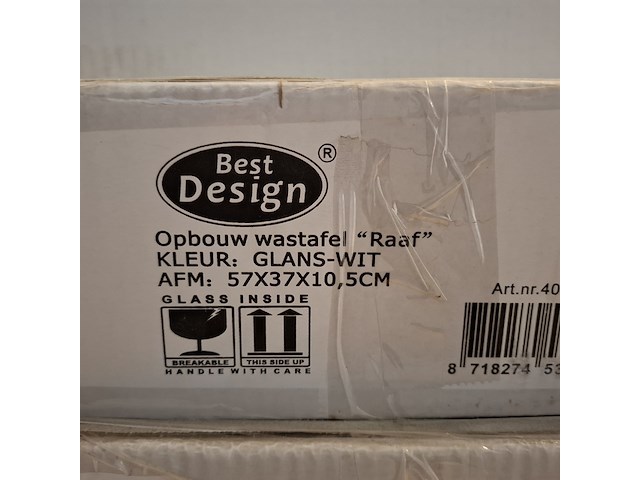 Best
Design
®
Opbouw wastafel “Raaf”
KLEUR: GLANS-WIT
AFM: 57X37X10,5CM
GLASS INSIDE
BREAKABLE
THIS SIDE UP
HANDLE WITH CARE
Art.nr.40
8 718274 53